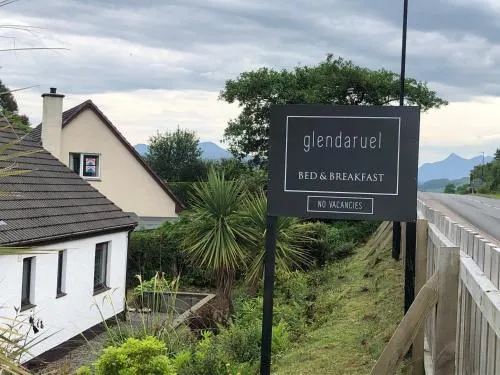 glendaruel
BED & BREAKFAST
NO VACANCIES